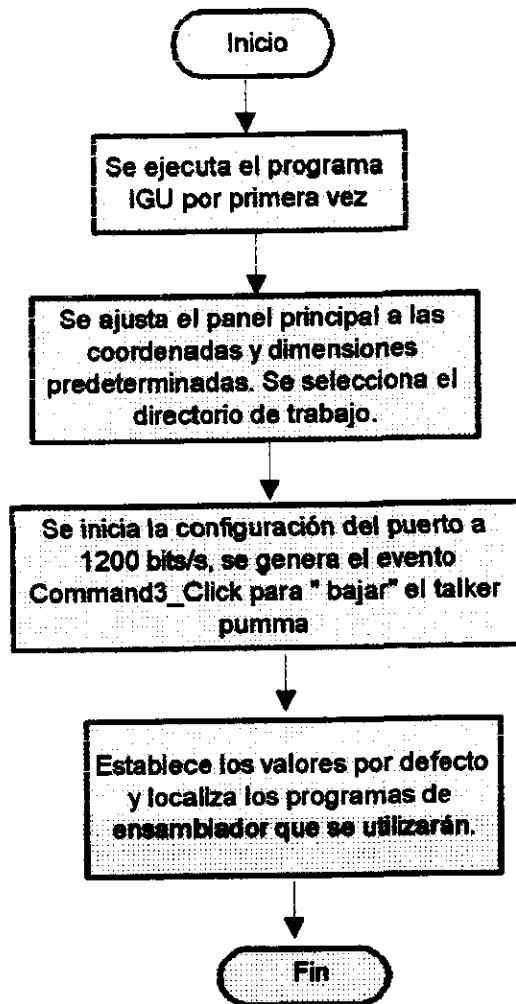 Inicio
Se ejecuta el programa
IGU por primera vez
Se ajusta el panel principal a las
coordenadas y dimensiones
predeterminadas. Se selecciona el
directorio de trabajo.
Se inicia la configuración del puerto a
1200 bits/s, se genera el evento
Command3_Click para " bajar" el talker
pumma
Establece los valores por defecto
y localiza los programas de
ensamblador que se utilizarán.
Fin